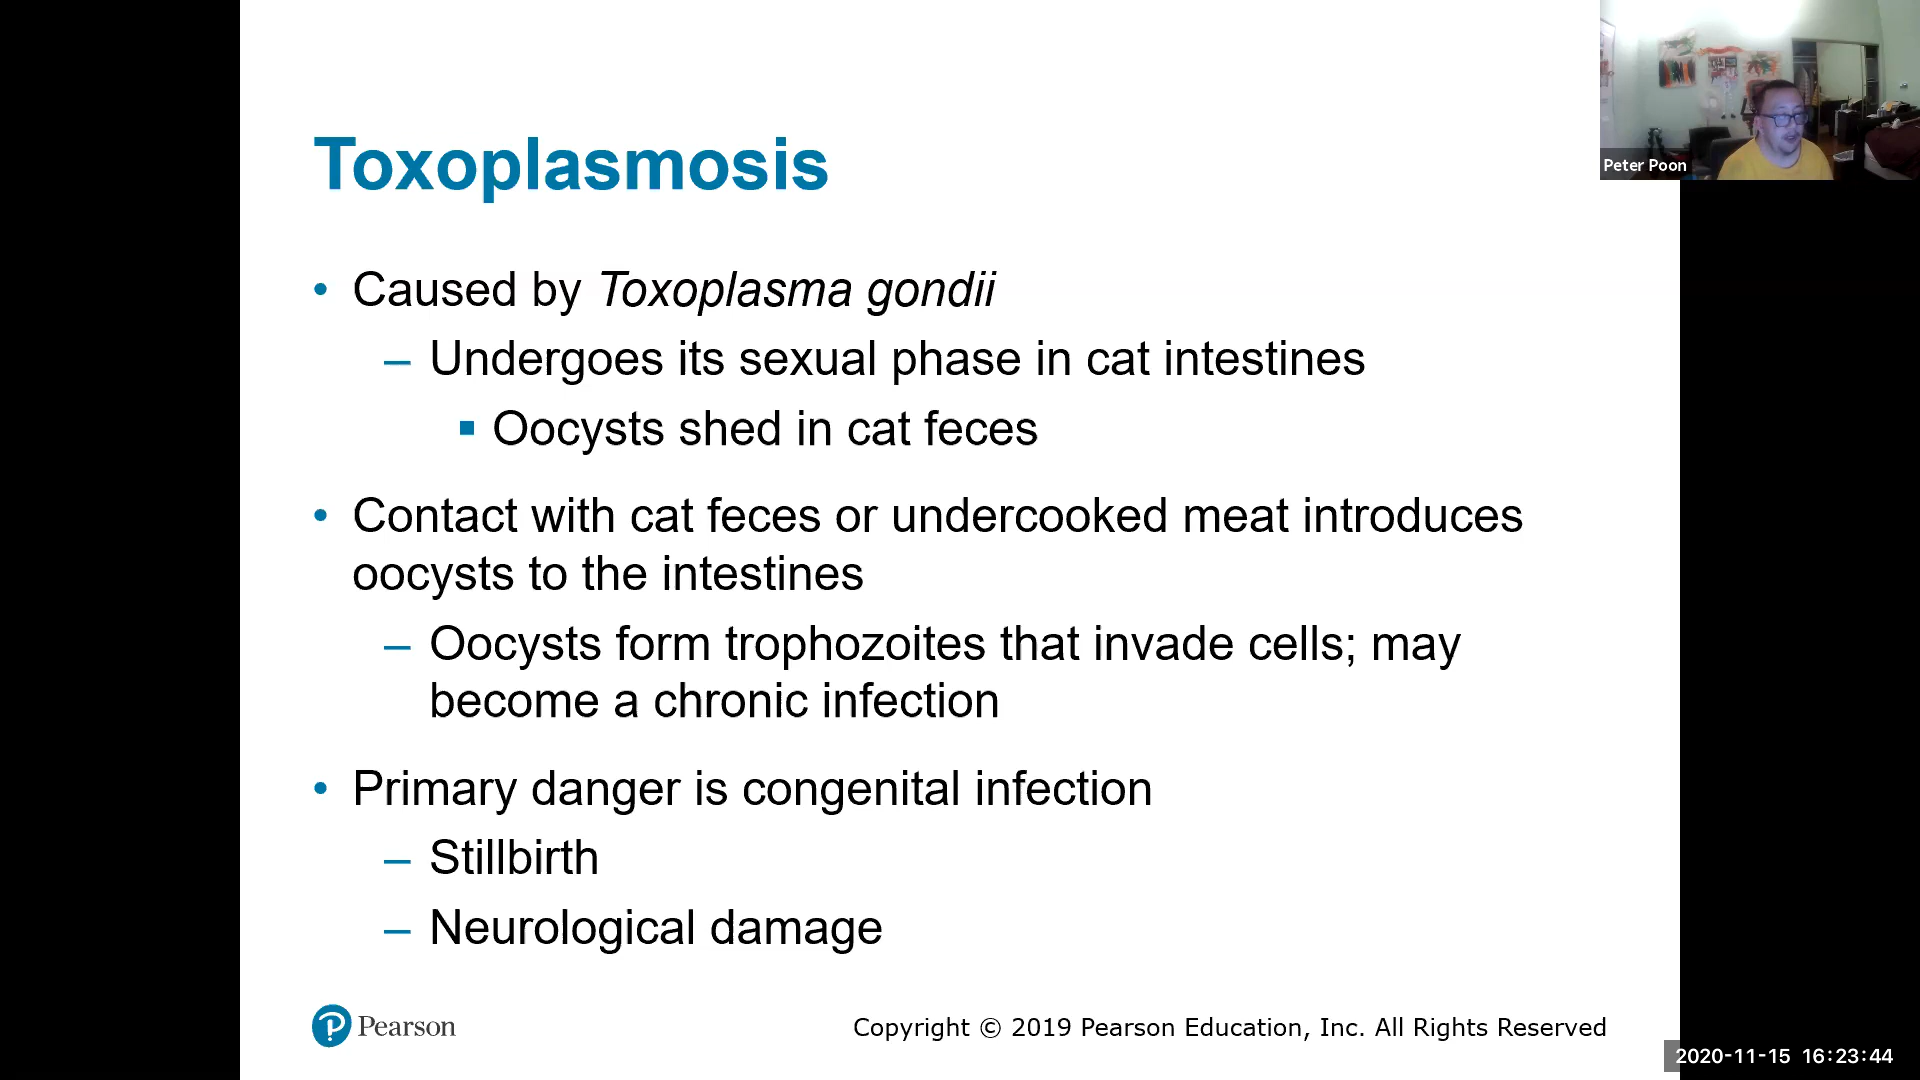 Peter Poon
Toxoplasmosis
• Caused by Toxoplasma gondii
– Undergoes its sexual phase in cat intestines
▪ Oocysts shed in cat feces
• Contact with cat feces or undercooked meat introduces
oocysts to the intestines
– Oocysts form trophozoites that invade cells; may
become a chronic infection
• Primary danger is congenital infection
– Stillbirth
– Neurological damage
Pearson
Copyright © 2019 Pearson Education, Inc. All Rights Reserved
2020-11-15 16:23:44